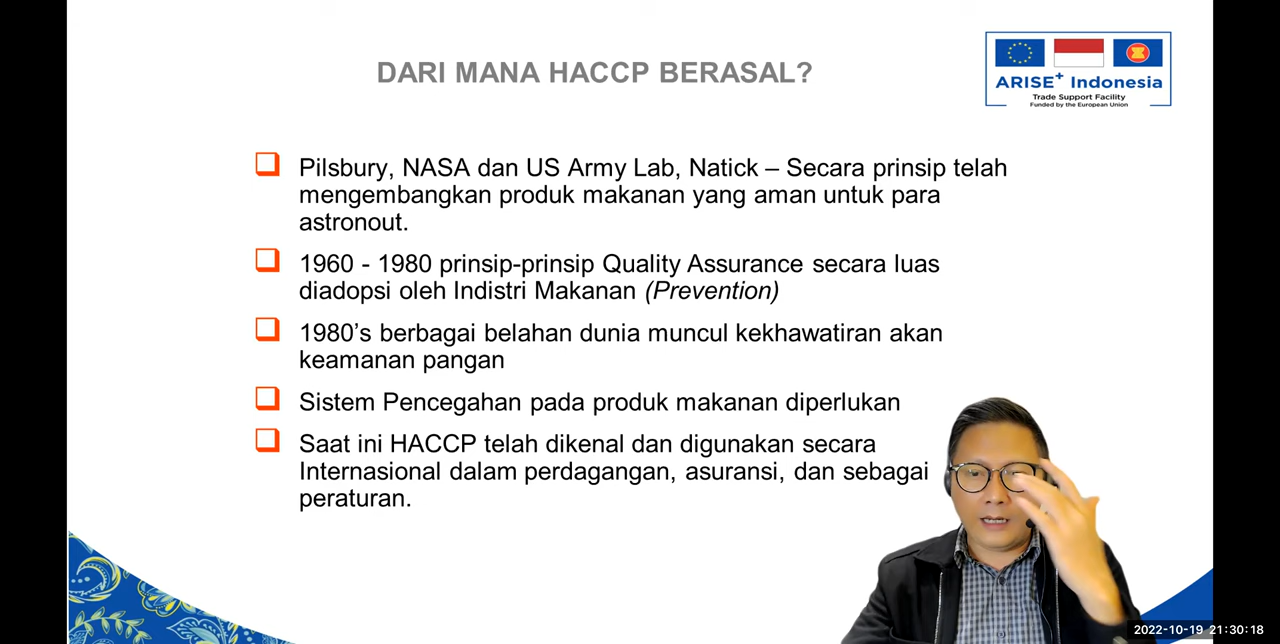 DARI MANA HACCP BERASAL?
ARISE+ Indonesia
Trade Support Facility
Funded by the European Union
Pilsbury, NASA dan US Army Lab, Natick – Secara prinsip telah
mengembangkan produk makanan yang aman untuk para
astronout.
1960 - 1980 prinsip-prinsip Quality Assurance secara luas
diadopsi oleh Indistri Makanan (Prevention)
1980’s berbagai belahan dunia muncul kekhawatiran akan
keamanan pangan
Sistem Pencegahan pada produk makanan diperlukan
Saat ini HACCP telah dikenal dan digunakan secara
Internasional dalam perdagangan, asuransi, dan sebagai
peraturan.
2022-10-19 21:30:18